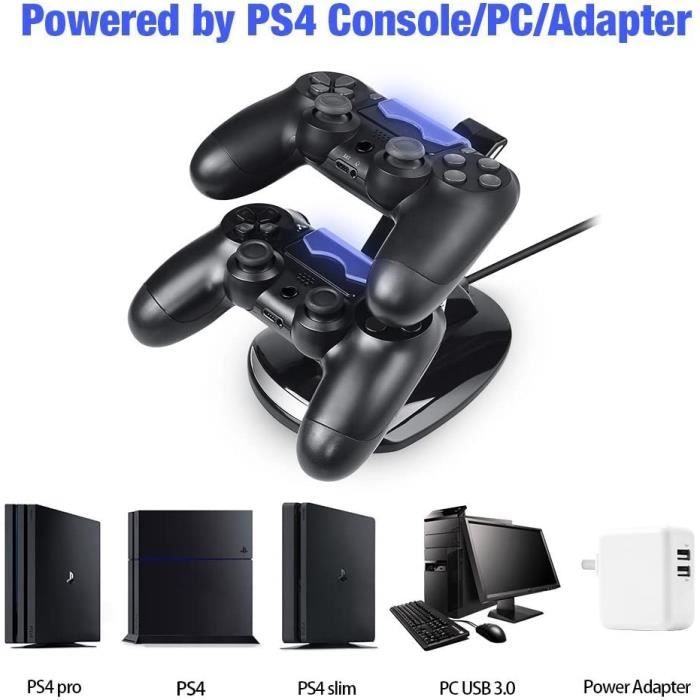 Powered by PS4 Console/PC/Adapter
PS4 pro
PS4
PS4 slim
PC USB 3.0
Power Adapter